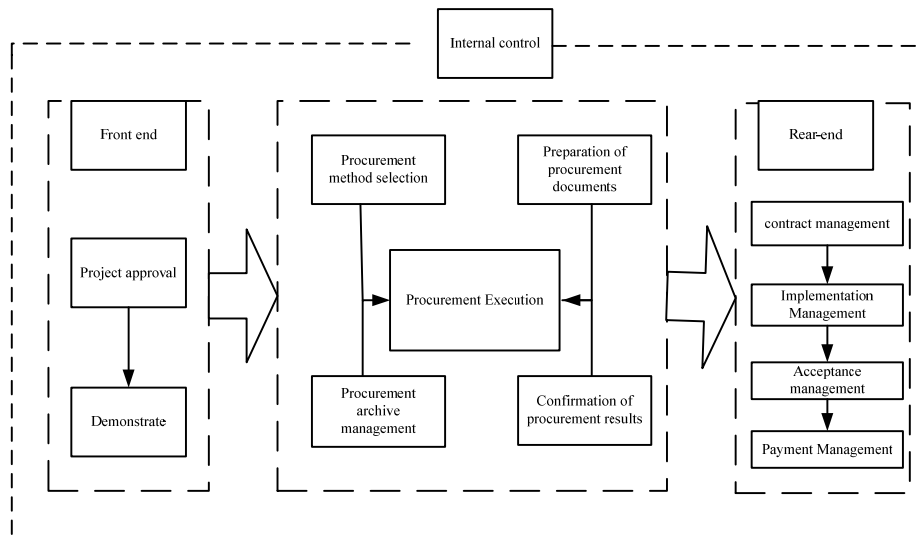 Internal control
Front end
Project approval
Demonstrate
Procurement
method selection
Preparation of
procurement
documents
Procurement Execution
Procurement
archive
management
Confirmation of
procurement results
Rear-end
contract management
Implementation
Management
Acceptance
management
Payment Management